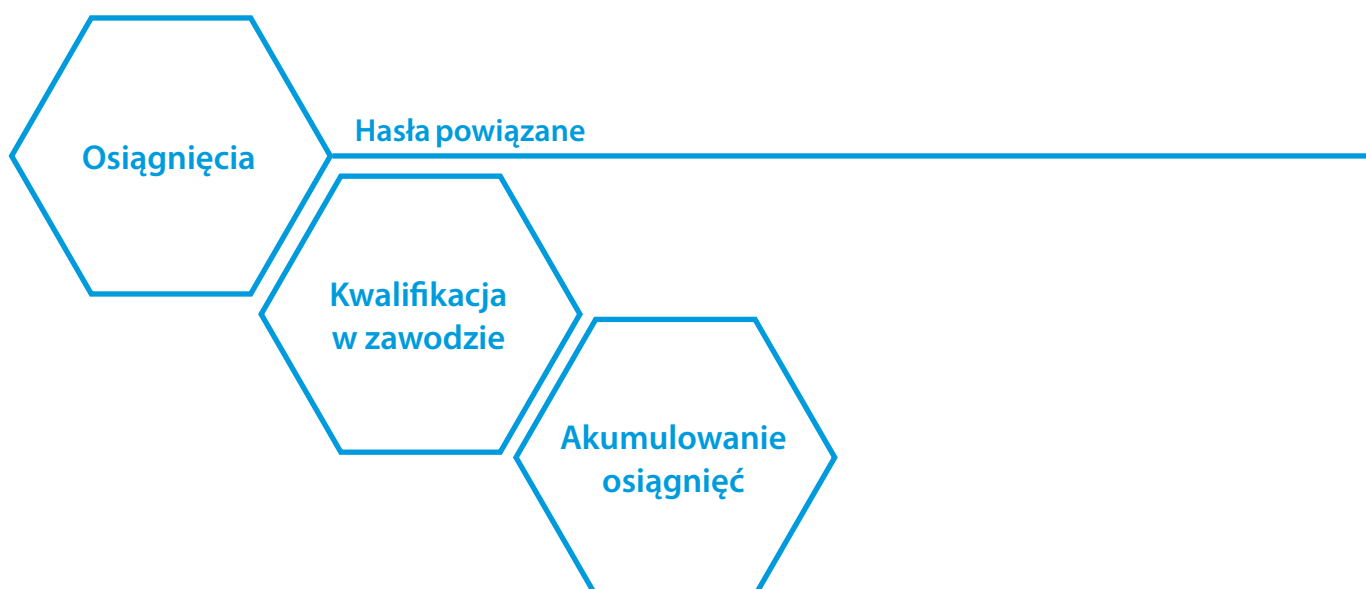 Osiągnięcia
Hasła powiązane
Kwalifikacja
w zawodzie
Akumulowanie
osiągnięć